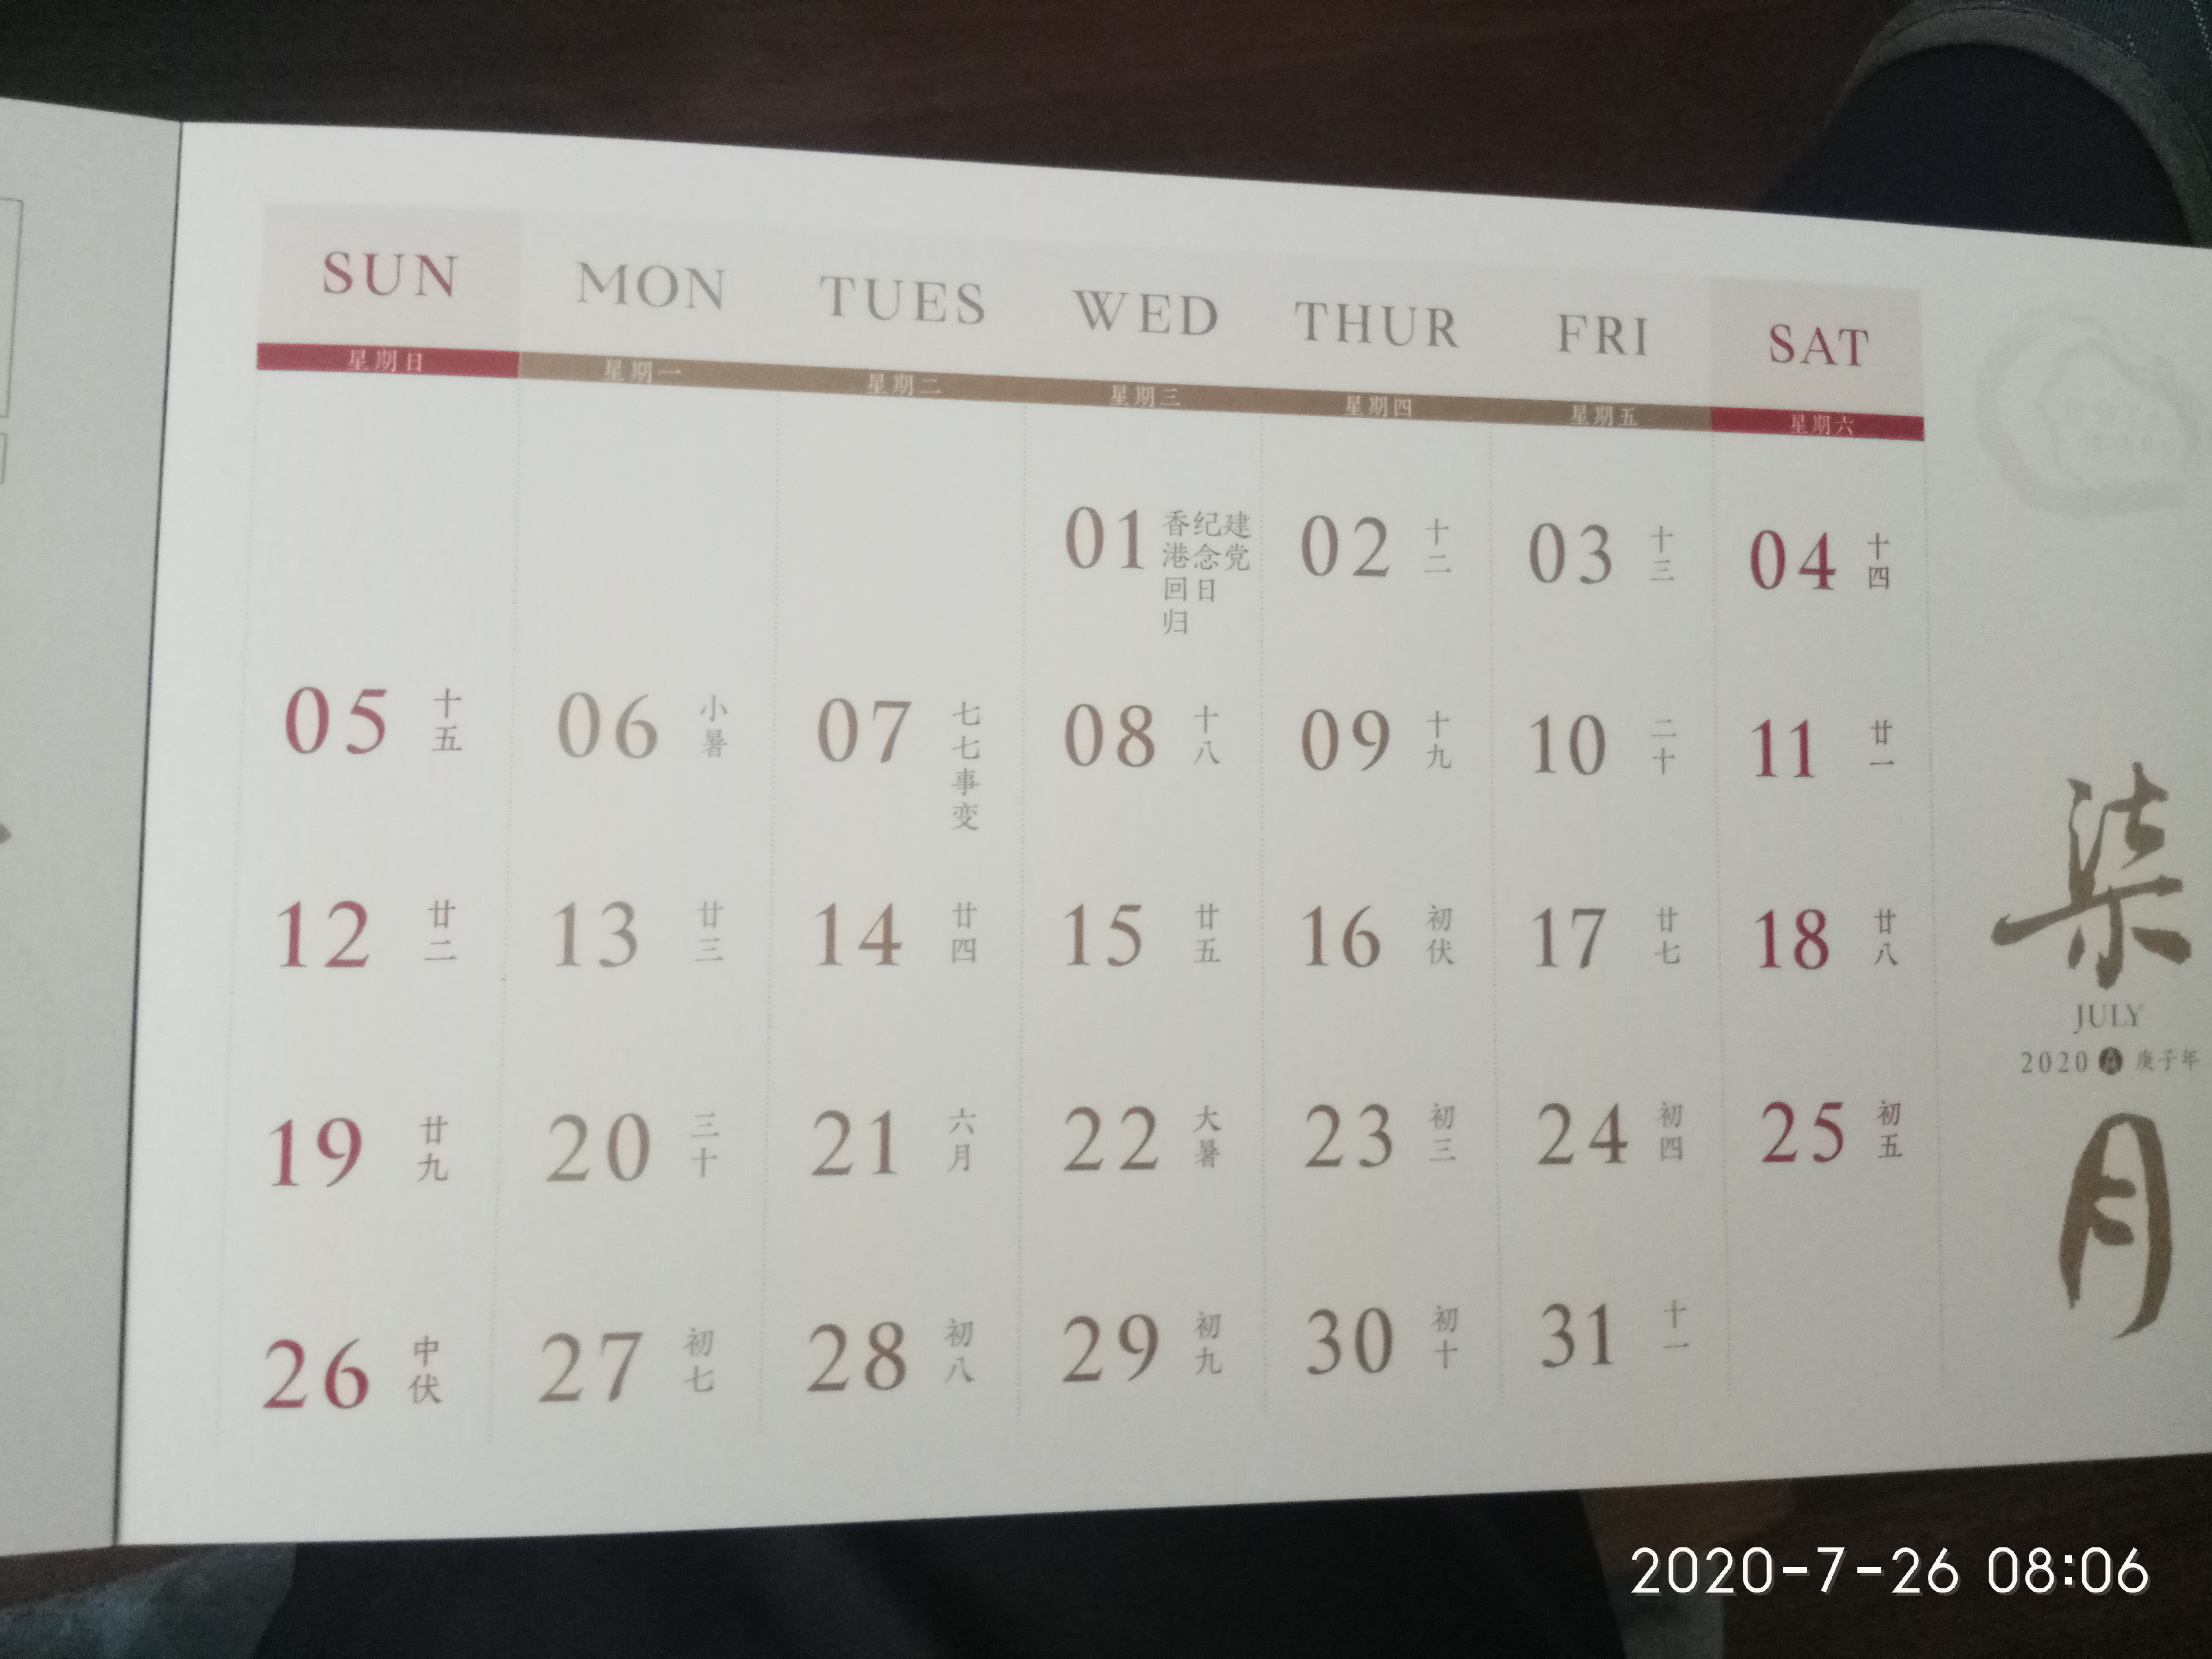 SUN MON TUES WED THUR FRI SAT
星期日 星期一 星期二 星期三 星期四 星期五 星期六
01 建党纪念日 香港回归 02 十二 03 十三 04 十四
05 十五 06 小暑 07 七七事变 08 十八 09 十九 10 二十 11 廿一
12 廿二 13 廿三 14 廿四 15 廿五 16 初伏 17 廿七 18 廿八
19 廿九 20 三十 21 六月 22 大暑 23 初三 24 初四 25 初五
26 中伏 27 初七 28 初八 29 初九 30 初十 31 十一
柒
JULY
2020 庚子年
月
2020-7-26 08:06